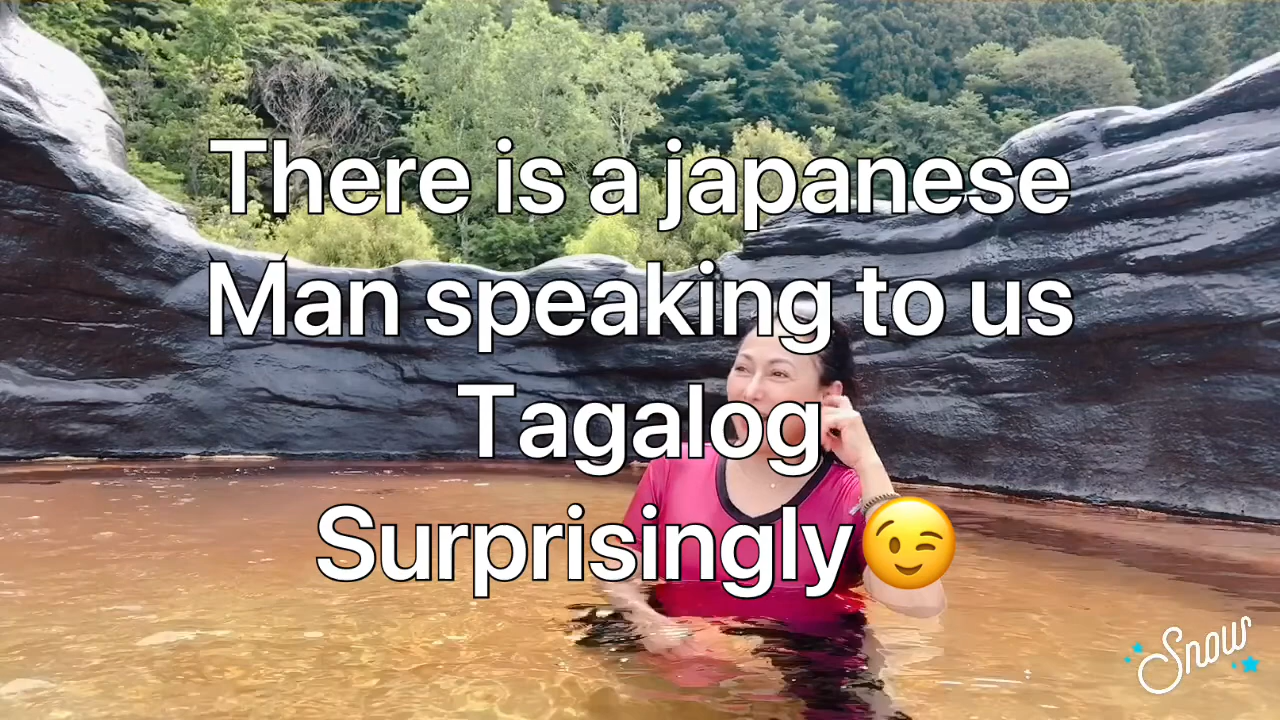 There is a japanese
Man speaking to us
Tagalog
Surprisingly😉
Snow